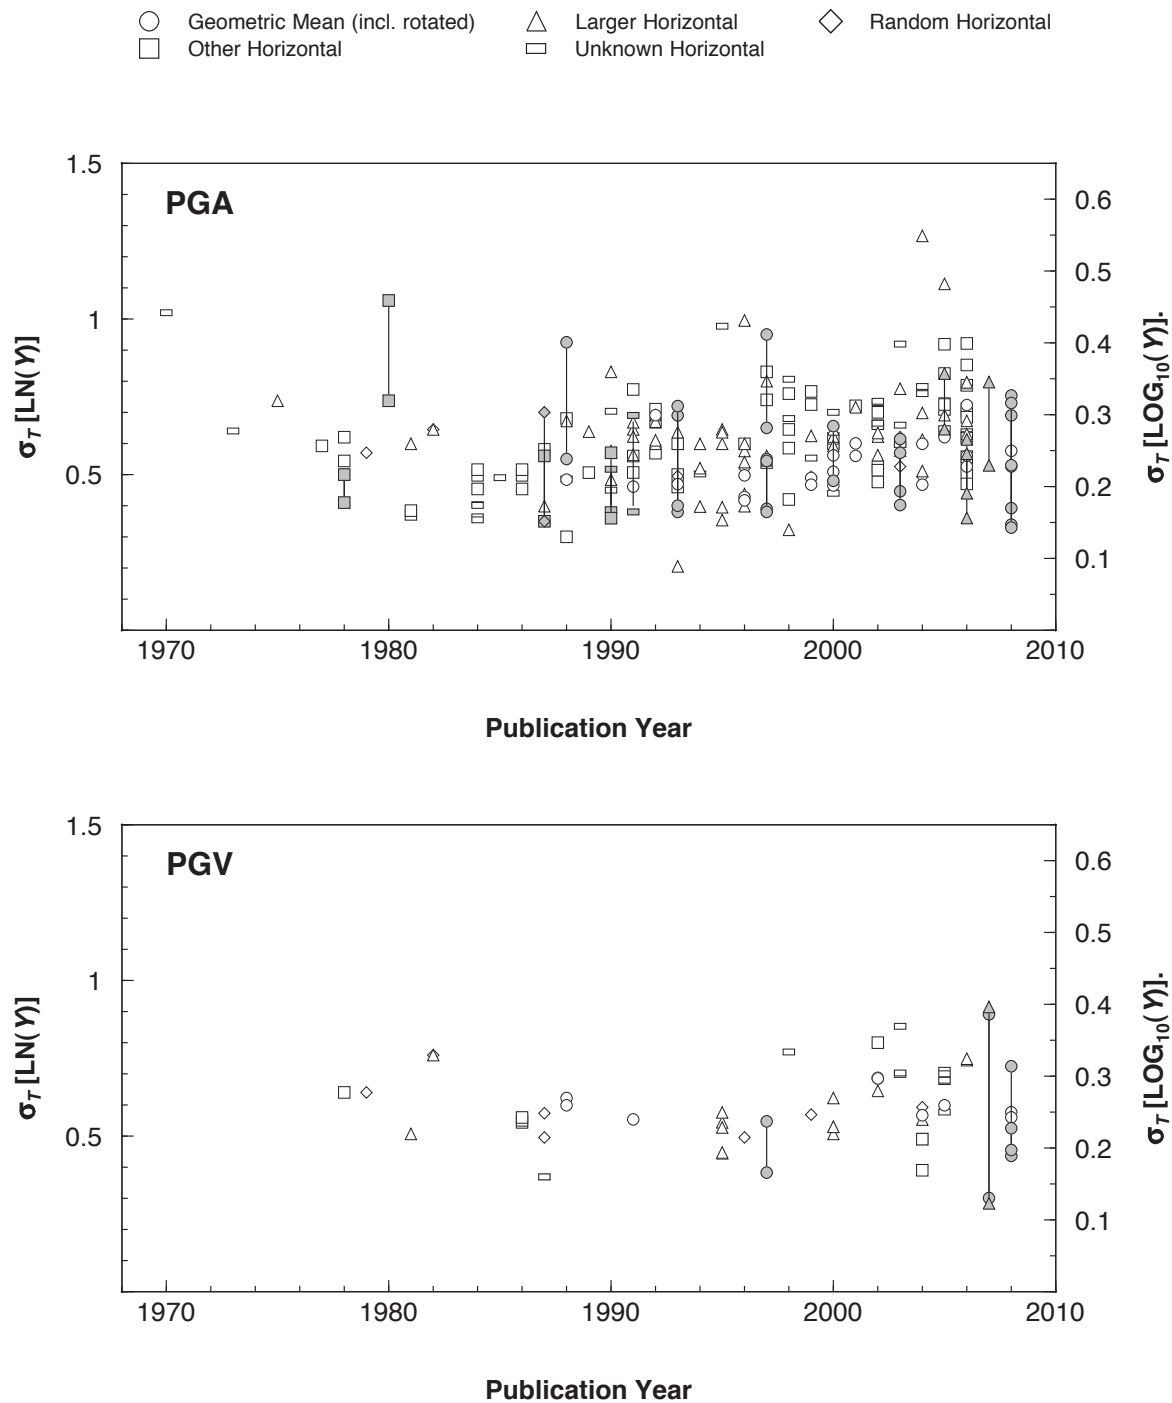 Geometric Mean (incl. rotated) Larger Horizontal Random Horizontal
Other Horizontal Unknown Horizontal
PGA
σT [LN(Y)]
1.5
1
0.5
0.6
0.5
0.4
0.3
0.2
0.1
σT [LOG10(Y)].
1970 1980 1990 2000 2010
Publication Year
PGV
σT [LN(Y)]
1.5
1
0.5
0.6
0.5
0.4
0.3
0.2
0.1
σT [LOG10(Y)].
1970 1980 1990 2000 2010
Publication Year